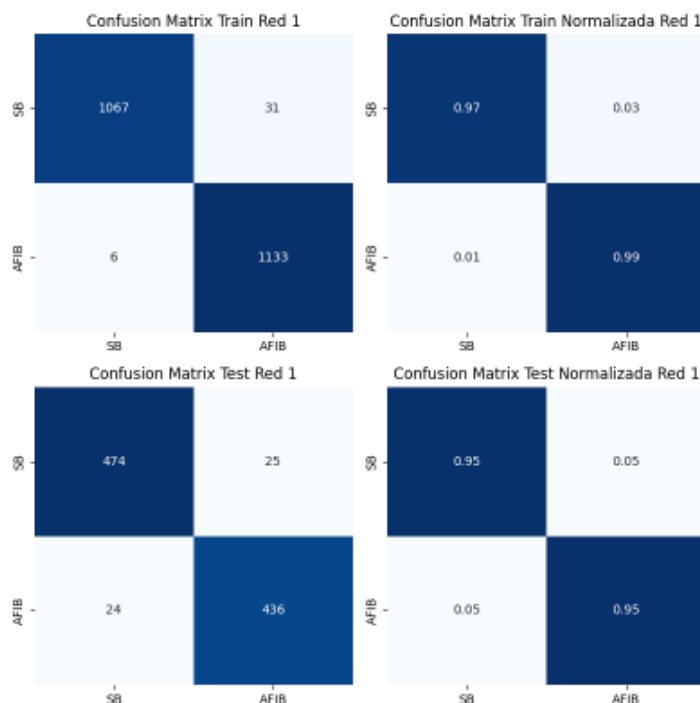 Confusion Matrix Train Red 1
SB
1067
31
AFIB
6
1133
SB
AFIB
Confusion Matrix Train Normalizada Red 1
SB
0.97
0.03
AFIB
0.01
0.99
SB
AFIB
Confusion Matrix Test Red 1
SB
474
25
AFIB
24
436
SB
AFIB
Confusion Matrix Test Normalizada Red 1
SB
0.95
0.05
AFIB
0.05
0.95
SB
AFIB